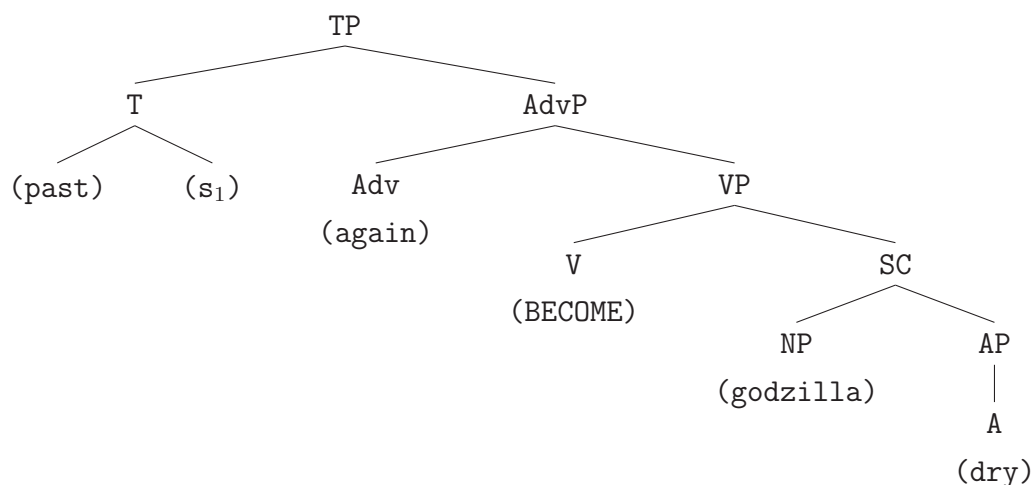 TP
T AdvP
(past) (s₁) Adv VP
(again)
V SC
(BECOME)
NP AP
(godzilla)
A
(dry)